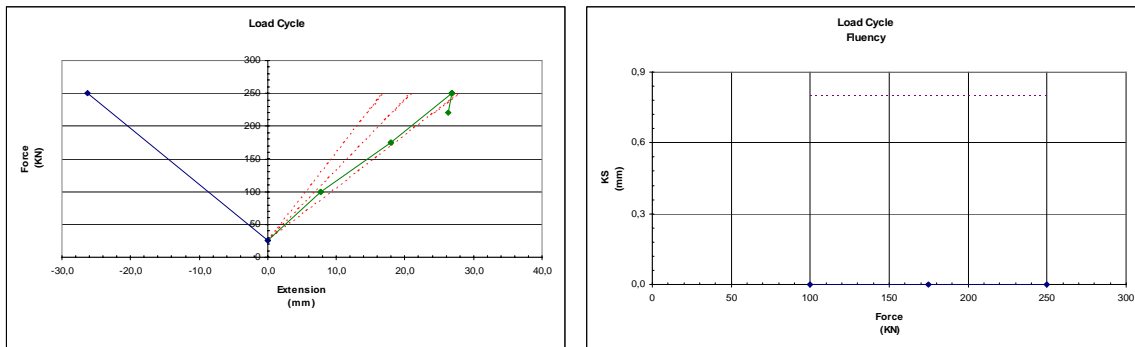 Load Cycle
300
250
200
150
100
50
0
Force
(KN)
-30,0 -20,0 -10,0 0,0 10,0 20,0 30,0 40,0
Extension
(mm)
Load Cycle
Fluency
0,9
0,6
0,3
0,0
KS
(mm)
0 50 100 150 200 250 300
Force
(KN)